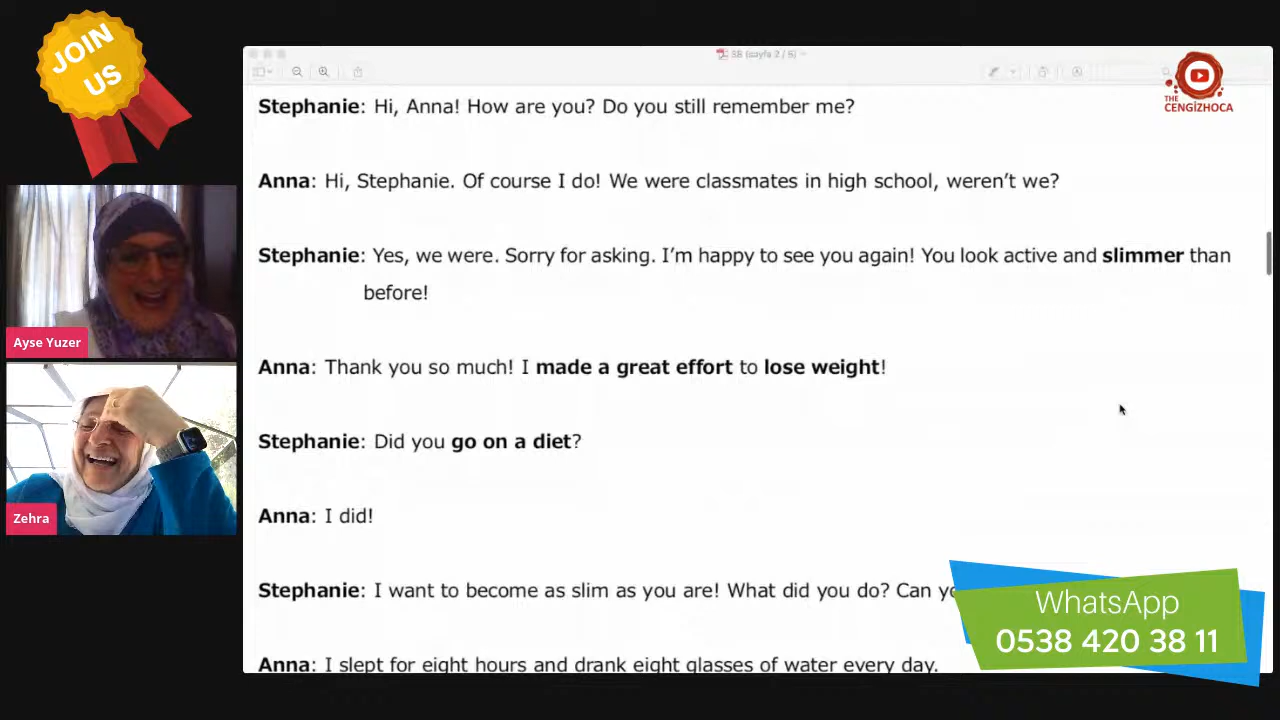 JOIN
US
SB (sayfa 2 / 5)
THE
CENGİZHOCA
Stephanie: Hi, Anna! How are you? Do you still remember me?
Anna: Hi, Stephanie. Of course I do! We were classmates in high school, weren't we?
Stephanie: Yes, we were. Sorry for asking. I'm happy to see you again! You look active and slimmer than
before!
Anna: Thank you so much! I made a great effort to lose weight!
Stephanie: Did you go on a diet?
Anna: I did!
Stephanie: I want to become as slim as you are! What did you do? Can
Anna: I slept for eight hours and drank eight glasses of water every day.
Ayse Yuzer
Zehra
WhatsApp
0538 420 38 11